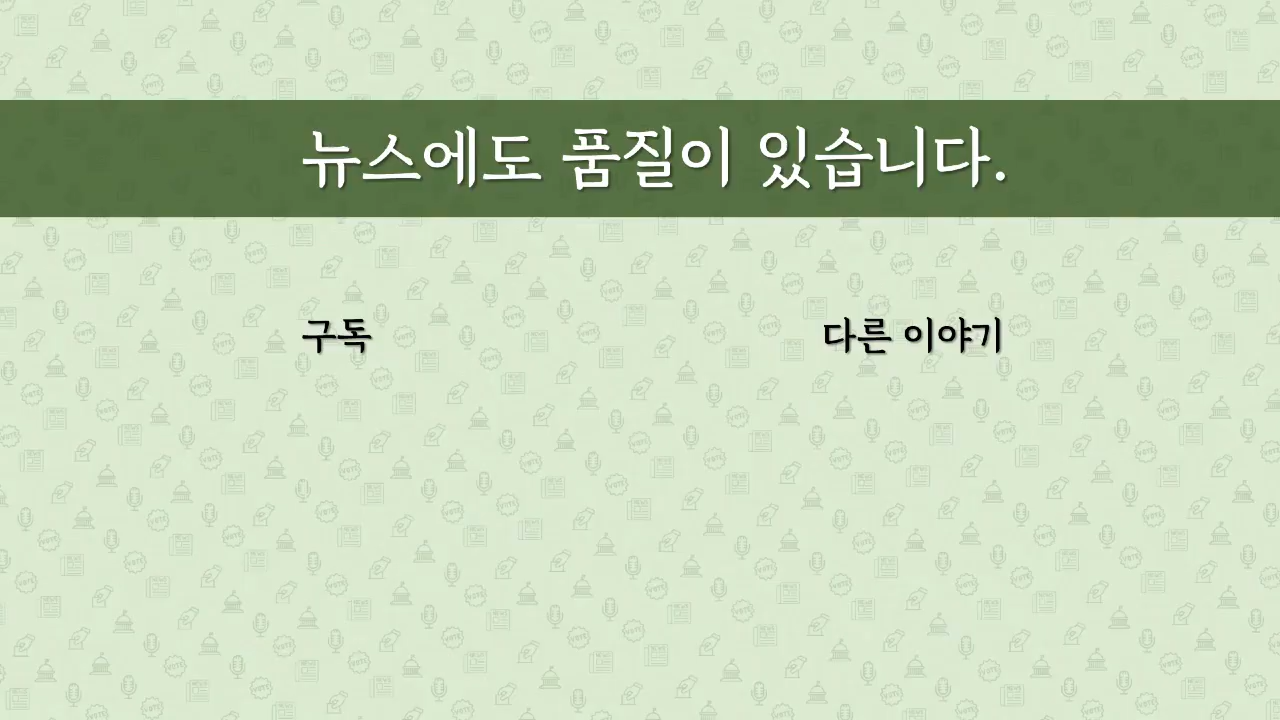 뉴스에도 품질이 있습니다.
구독
다른 이야기